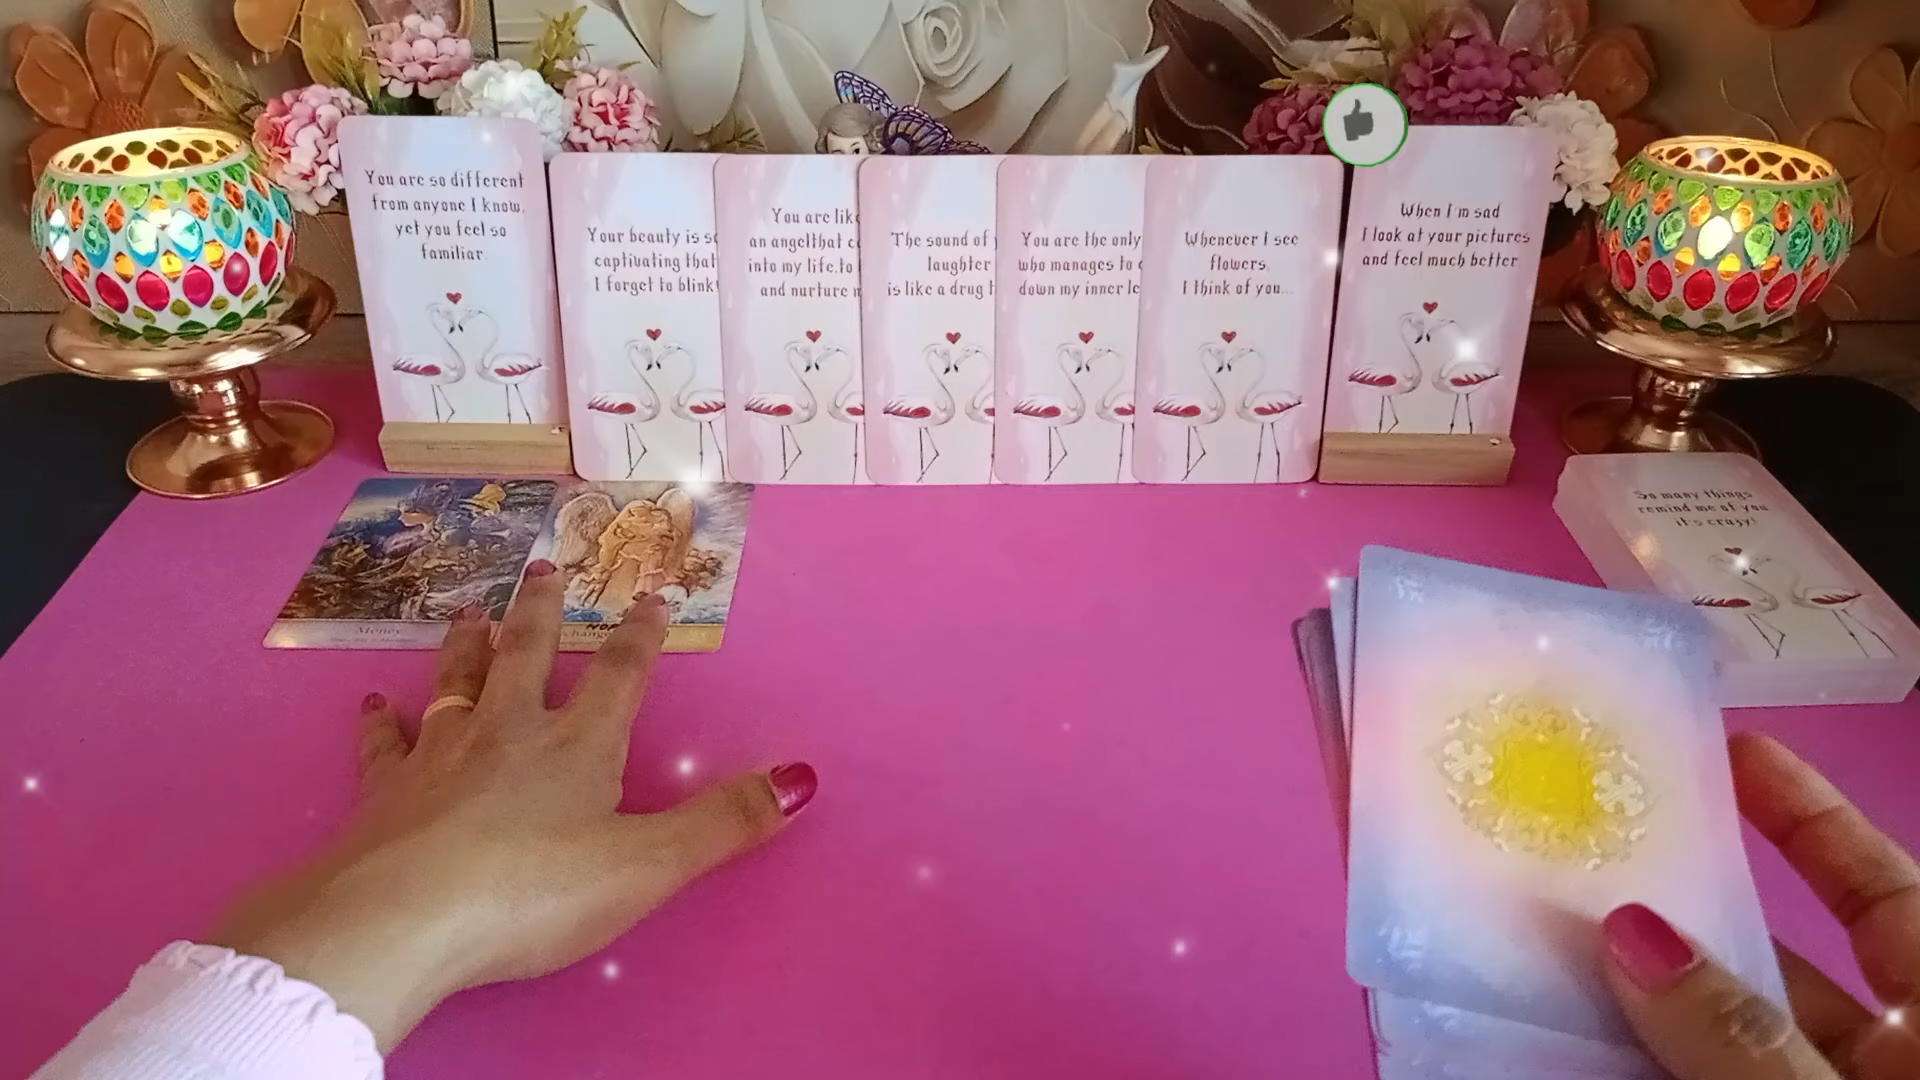 You are so different
from anyone I know,
yet you feel so
familiar.
Your beauty is so
captivating that
I forget to blink!
You are like
an angelthat c
into my life,to
and nurture m
The sound of
laughter
is like a drug t
You are the only
who manages to c
down my inner
Whenever I see
flowers,
I think of you...
When I'm sad
I look at your pictures
and feel much better.
So many things
remind me of you
it's crazy!
Money